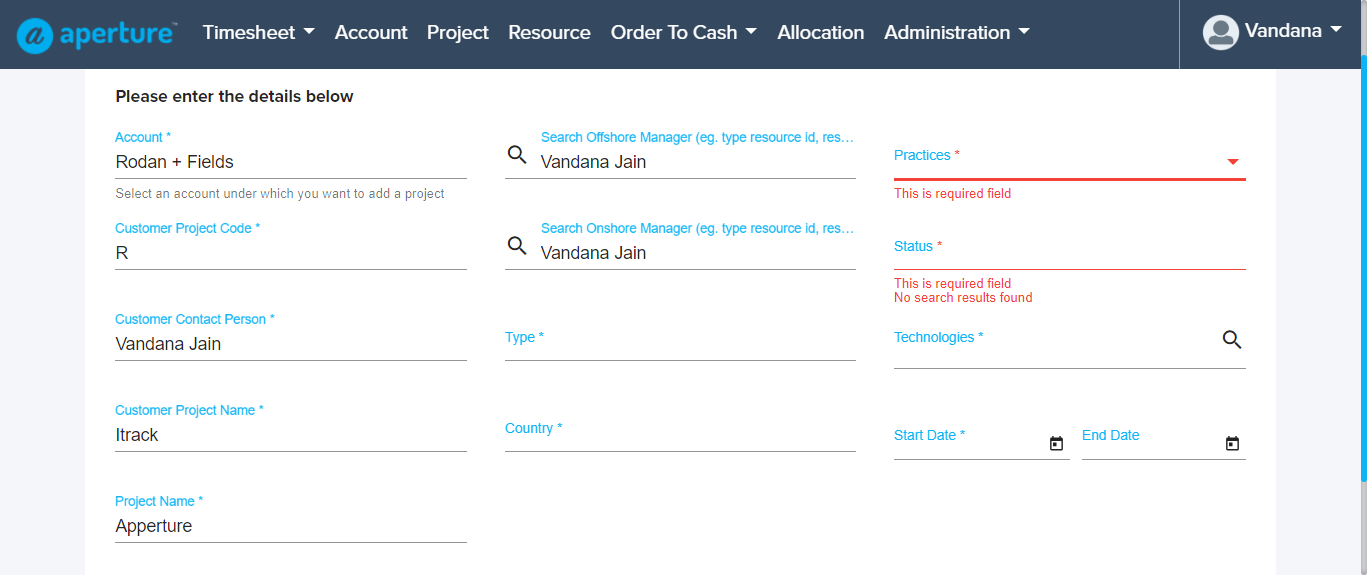 aperture™ Timesheet Account Project Resource Order To Cash Allocation Administration Vandana
Please enter the details below
Account *
Rodan + Fields
Select an account under which you want to add a project
Customer Project Code *
R
Customer Contact Person *
Vandana Jain
Customer Project Name *
Itrack
Project Name *
Apperture
Search Offshore Manager (eg. type resource id, res...
Vandana Jain
Search Onshore Manager (eg. type resource id, res...
Vandana Jain
Type *
Country *
Practices *
This is required field
Status *
This is required field
No search results found
Technologies *
Start Date * End Date